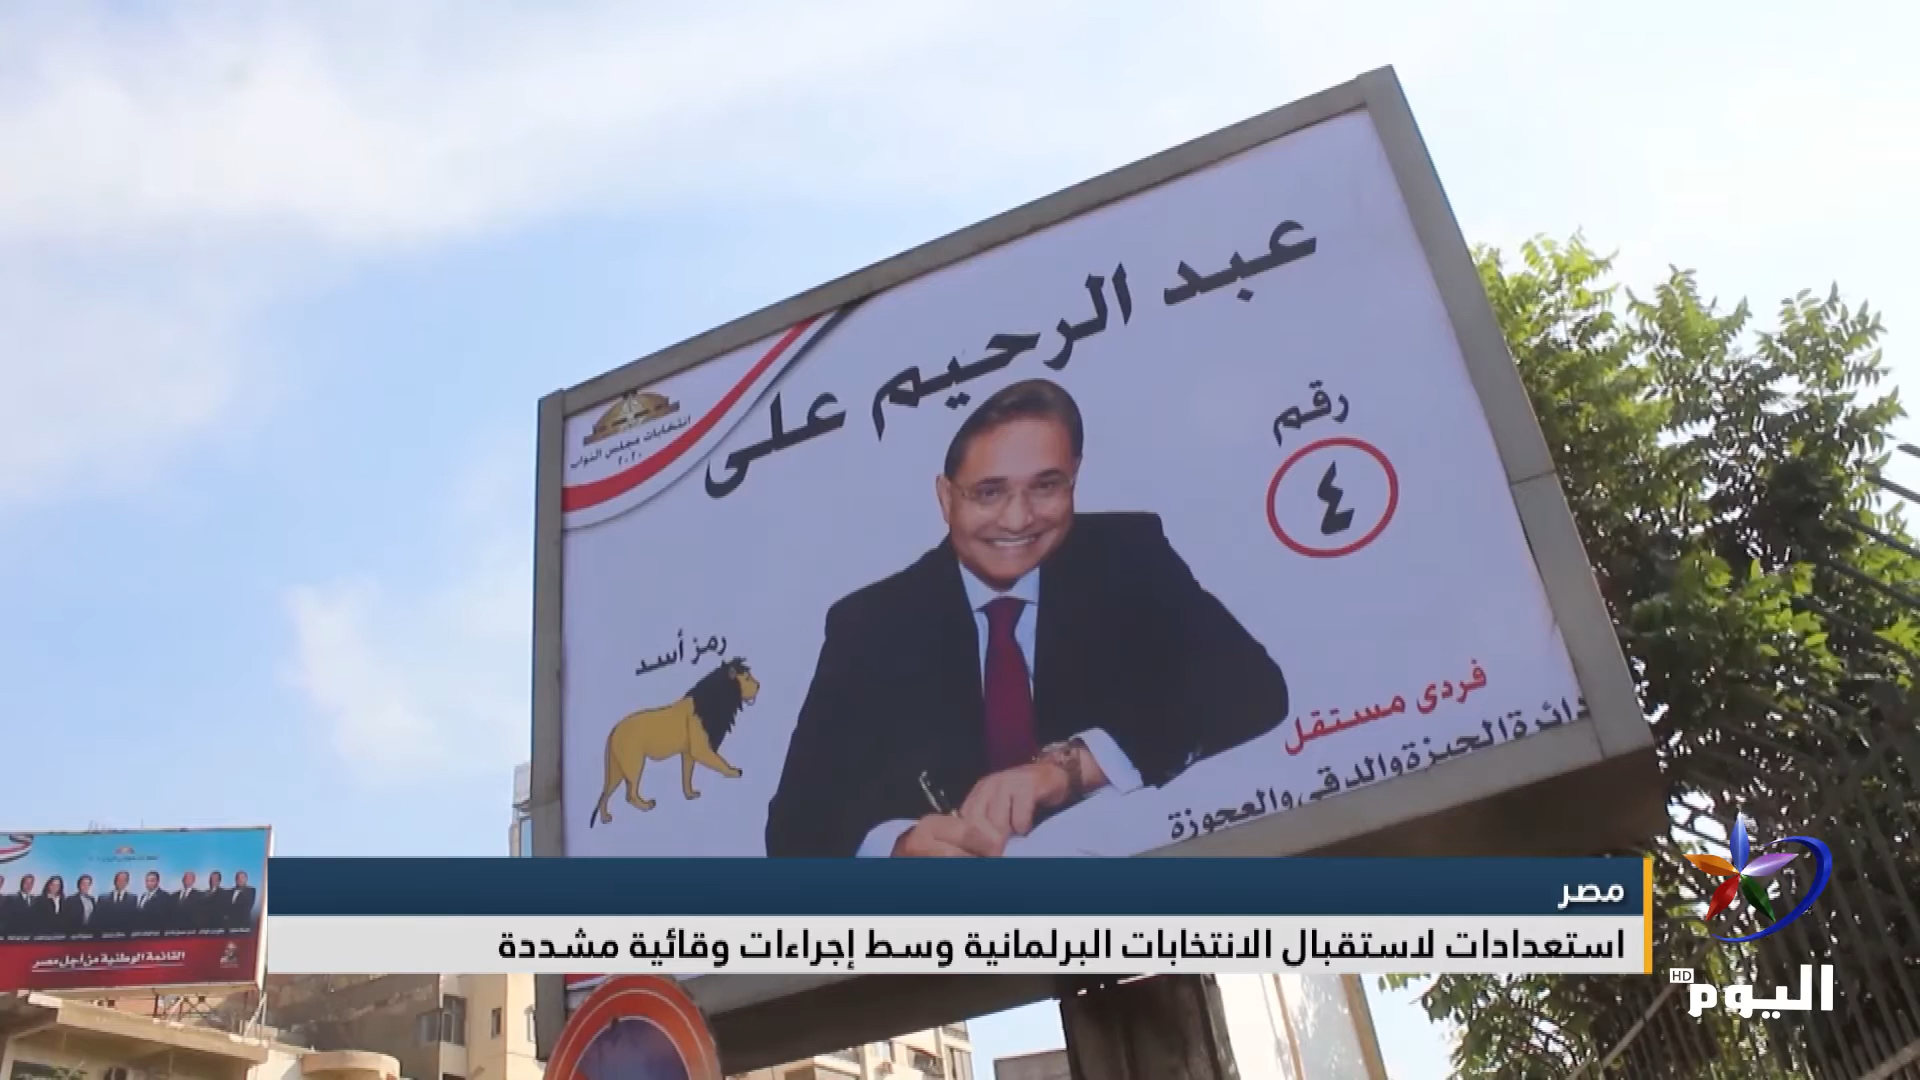 عبد الرحيم على
انتخابات مجلس النواب
٢٠٢٠
رقم
٤
رمز أسد
فردى مستقل
دائرة الجيزة والدقى والعجوزة
القائمة الوطنية من أجل مصر
مصر
استعدادات لاستقبال الانتخابات البرلمانية وسط إجراءات وقائية مشددة
HD
اليوم